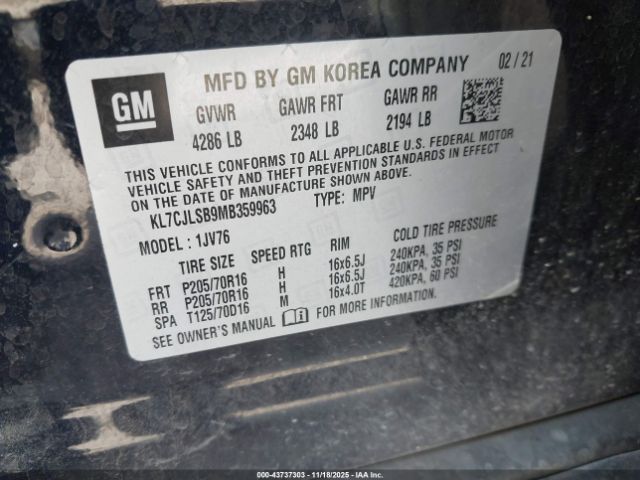 GM
MFD BY GM KOREA COMPANY 02 / 21
GVWR GAWR FRT GAWR RR
4286 LB 2348 LB 2194 LB
THIS VEHICLE CONFORMS TO ALL APPLICABLE U.S. FEDERAL MOTOR
VEHICLE SAFETY AND THEFT PREVENTION STANDARDS IN EFFECT
ON THE DATE OF MANUFACTURE SHOWN ABOVE.
KL7CJLSB9MB359963 TYPE: MPV
MODEL : 1JV76
TIRE SIZE SPEED RTG RIM COLD TIRE PRESSURE
FRT P205/70R16 H 16x6.5J 240KPA, 35 PSI
RR P205/70R16 H 16x6.5J 240KPA, 35 PSI
SPA T125/70D16 M 16x4.0T 420KPA, 60 PSI
SEE OWNER'S MANUAL FOR MORE INFORMATION.
00-43737303 - 11/18/2025 - IAA, Inc.